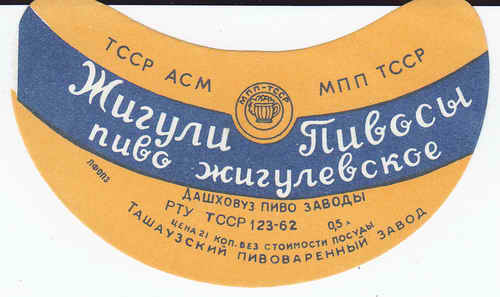 ТССР АСМ
МПП ТССР
МПП-ТССР
Жигули Пивосы
пиво жигулевское
ЛФОПЗ
ДАШХОВУЗ ПИВО ЗАВОДЫ
РТУ ТССР 123-62 0,5 л
ЦЕНА 21 КОП. БЕЗ СТОИМОСТИ ПОСУДЫ
ТАШАУЗСКИЙ ПИВОВАРЕННЫЙ ЗАВОД